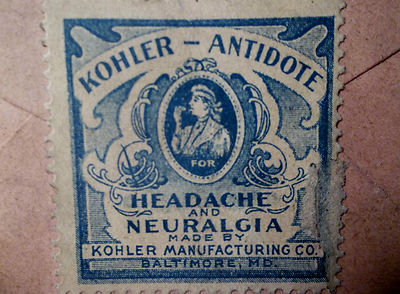 KOHLER - ANTIDOTE
FOR
HEADACHE
AND
NEURALGIA
MADE BY
KOHLER MANUFACTURING CO.
BALTIMORE, MD.